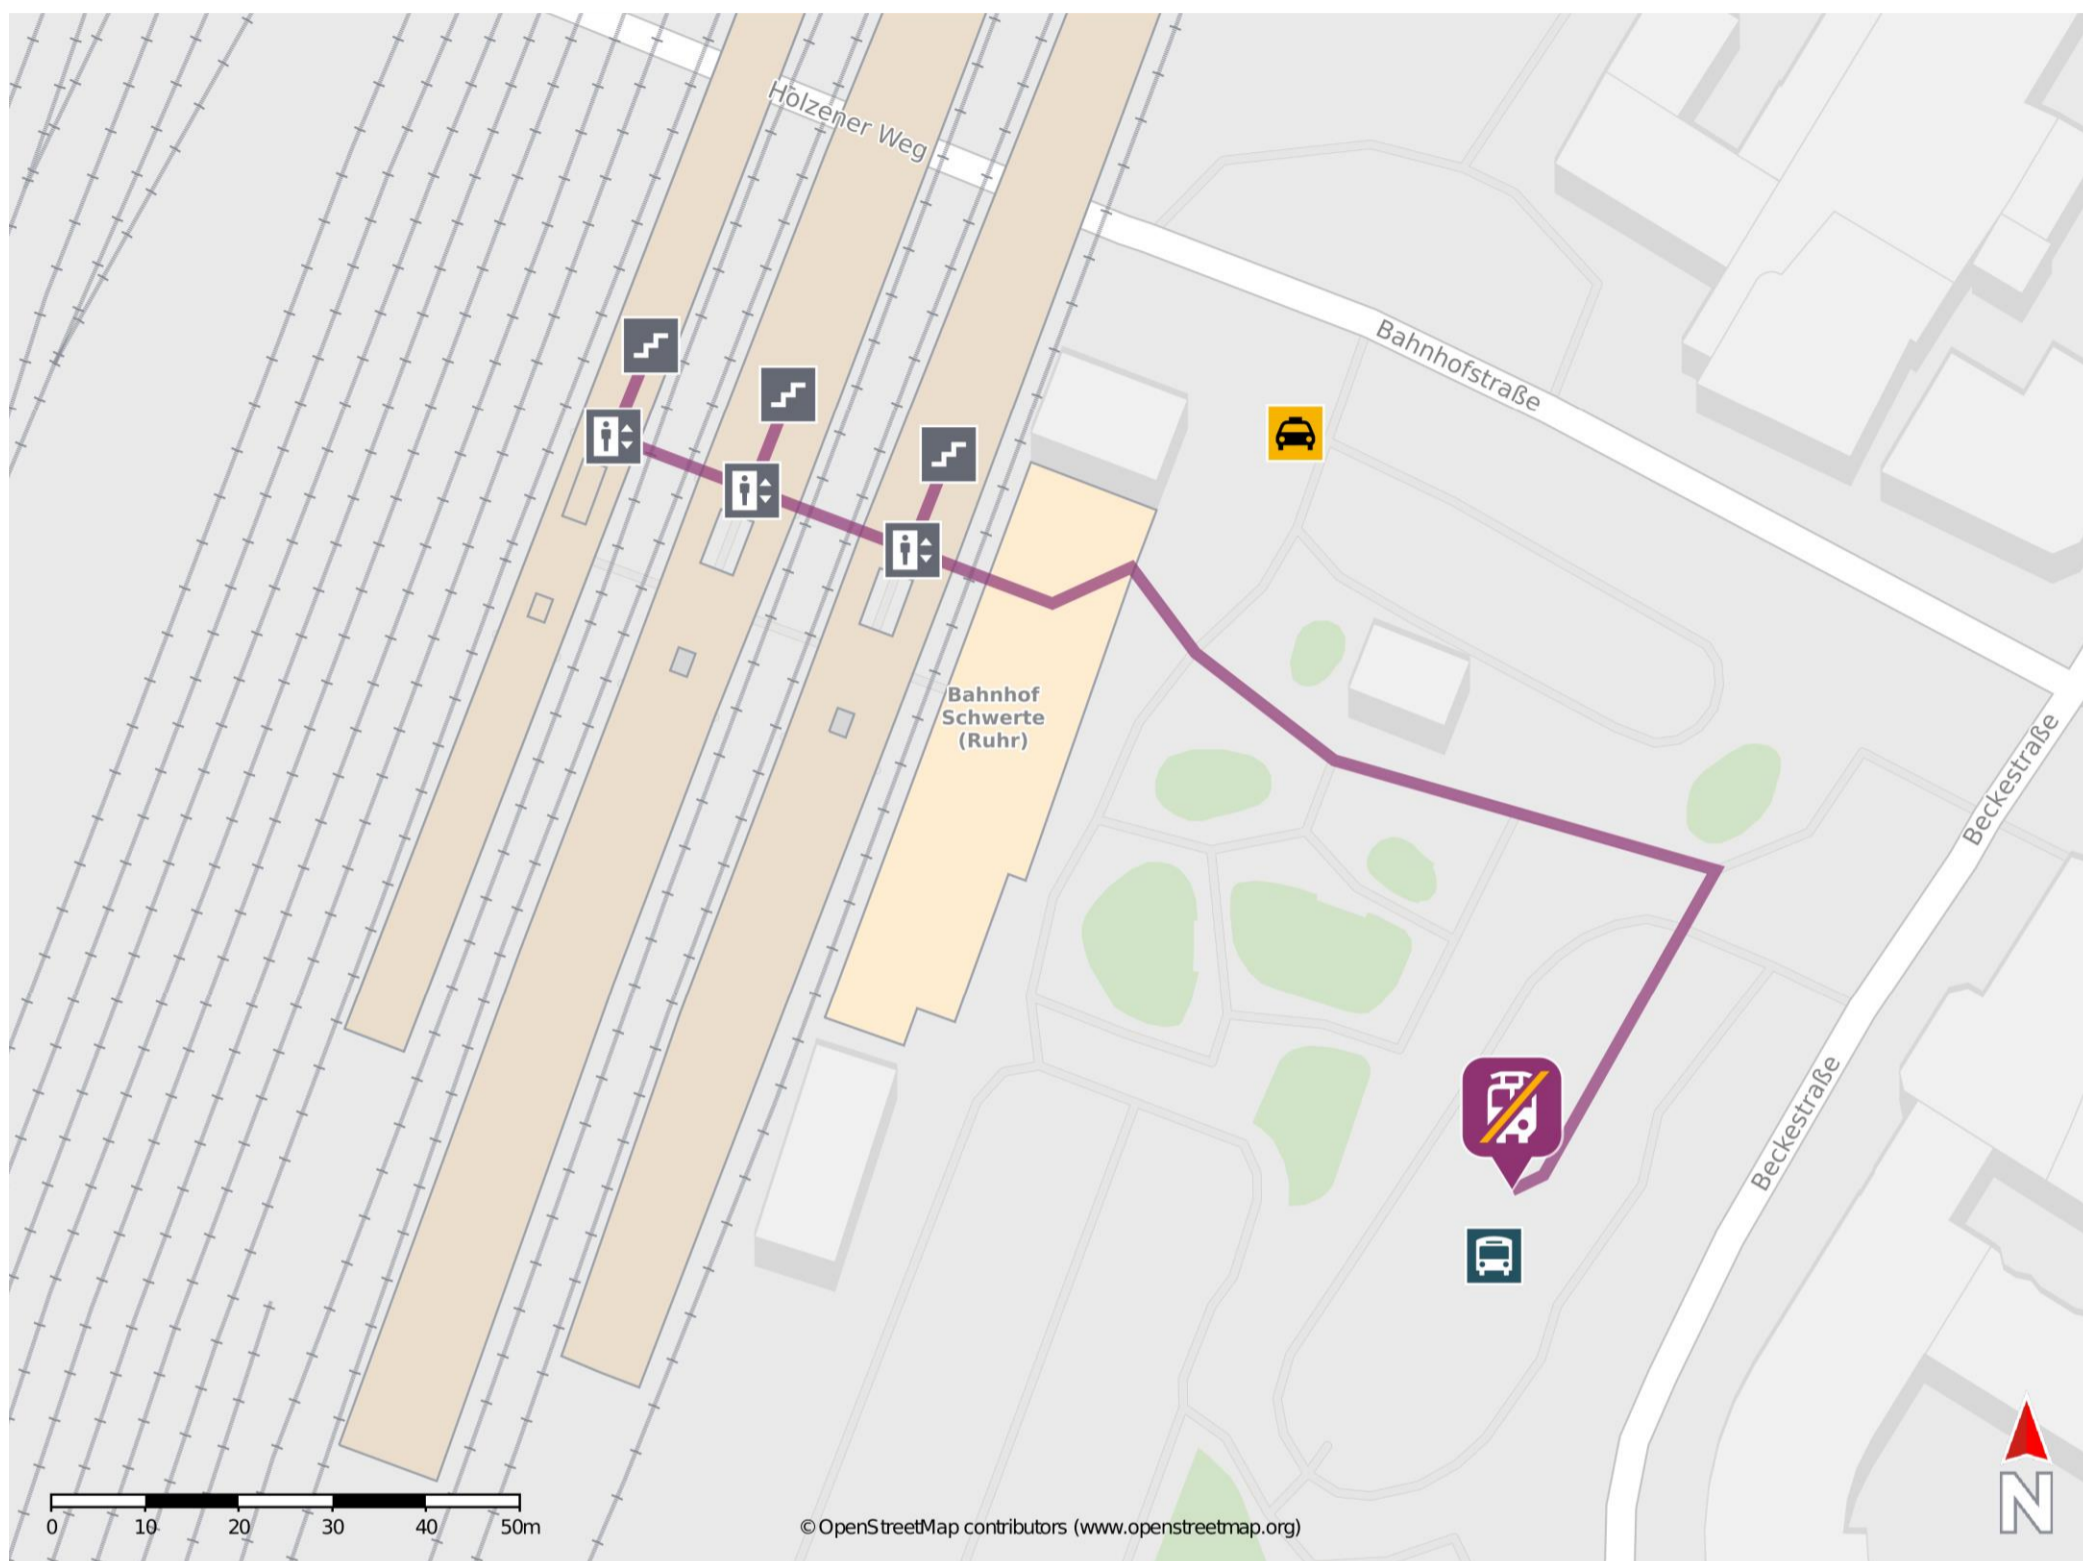 Holzener Weg
Bahnhofstraße
Bahnhof
Schwerte
(Ruhr)
Beckestraße
Beckestraße
0 10 20 30 40 50m
© OpenStreetMap contributors (www.openstreetmap.org)
N